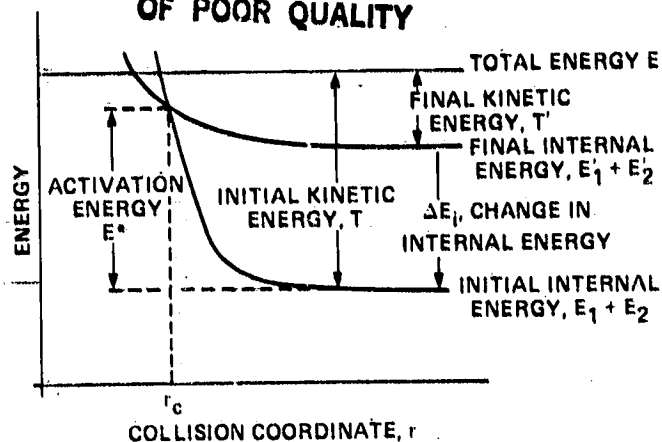 OF POOR QUALITY
TOTAL ENERGY E
FINAL KINETIC
ENERGY, T'
FINAL INTERNAL
ENERGY, E'1 + E'2
ACTIVATION
ENERGY
E*
INITIAL KINETIC
ENERGY, T
ΔEi, CHANGE IN
INTERNAL ENERGY
INITIAL INTERNAL
ENERGY, E1 + E2
ENERGY
rc
COLLISION COORDINATE, r